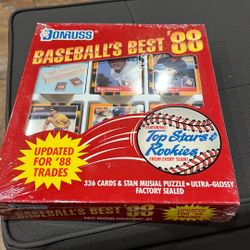 DONRUSS
BASEBALL'S BEST '88
UPDATED
FOR '88
TRADES
FEATURING
Top Stars &
Rookies
FROM EVERY TEAM!
336 CARDS & STAN MUSIAL PUZZLE • ULTRA-GLOSSY
FACTORY SEALED
BASEBALL'S BEST '88